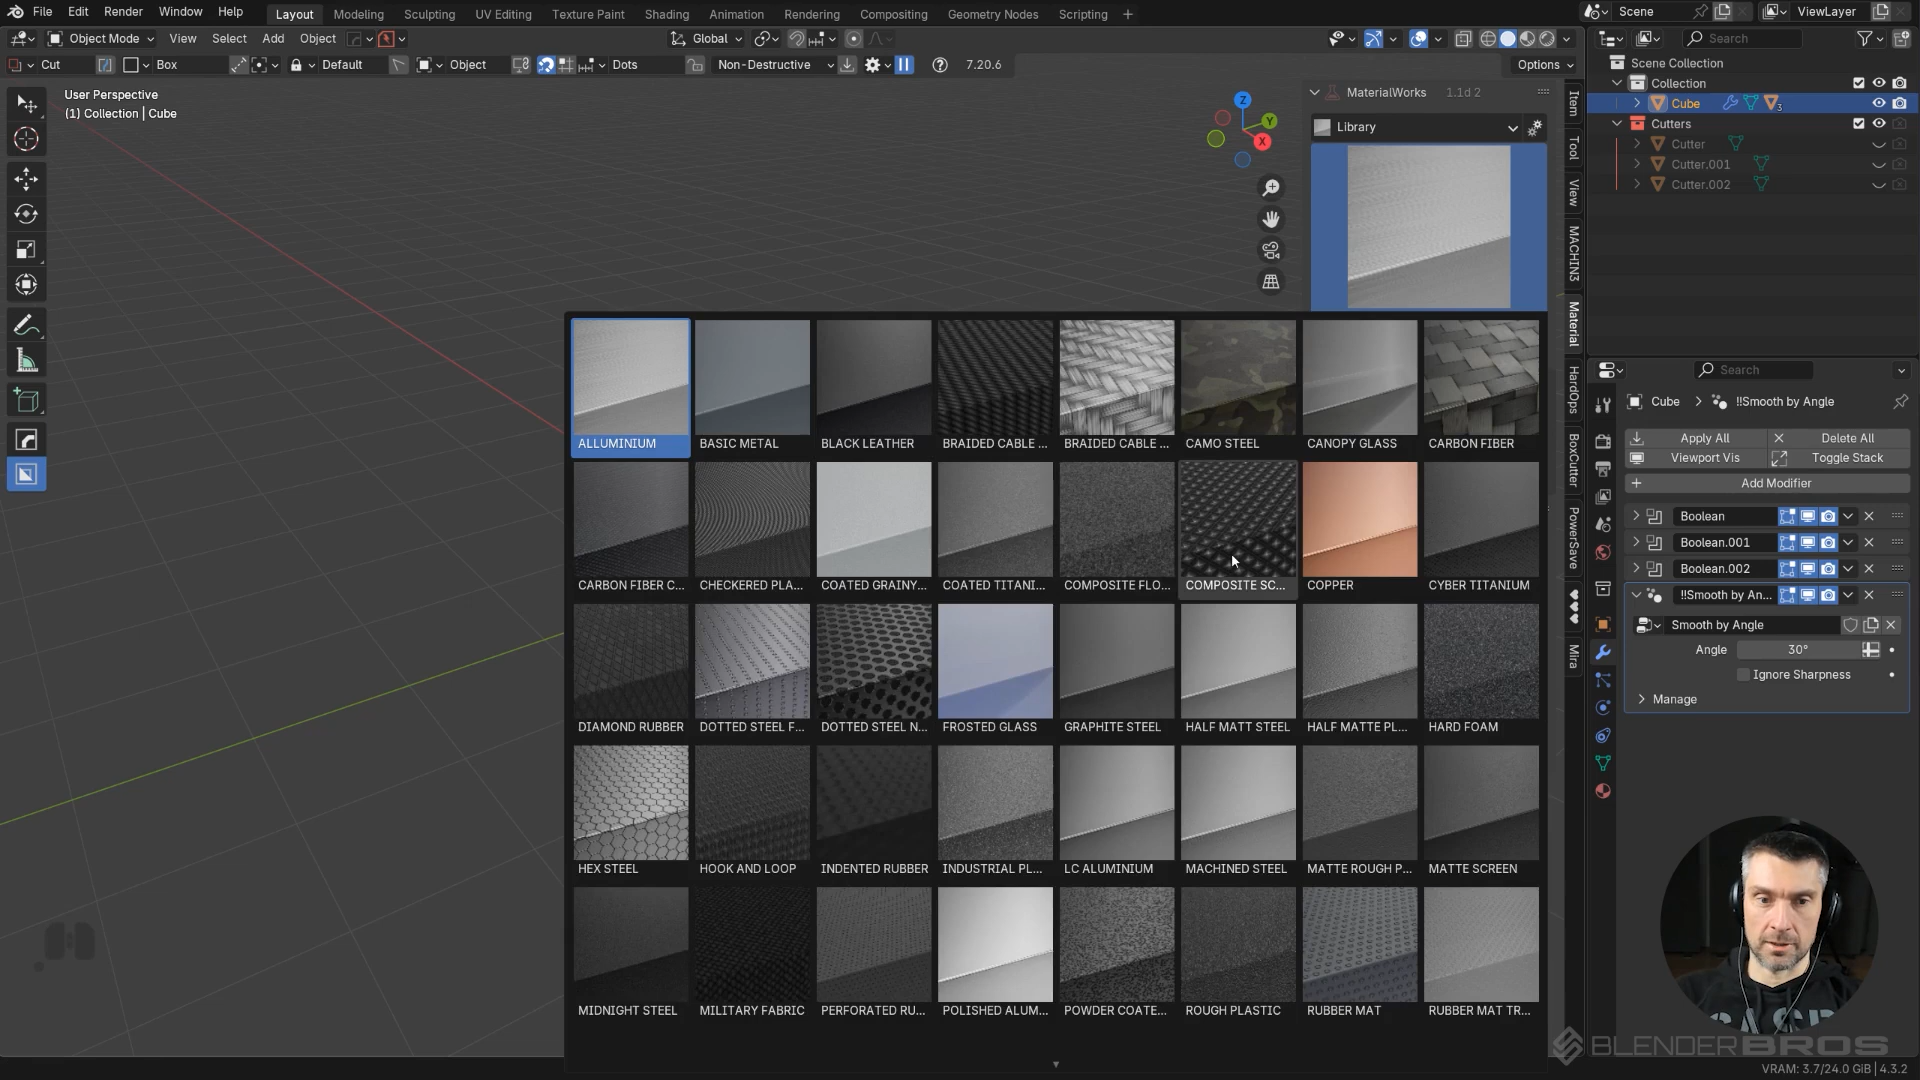 File Edit Render Window Help Layout Modeling Sculpting UV Editing Texture Paint Shading Animation Rendering Compositing Geometry Nodes Scripting + Scene ViewLayer
Object Mode View Select Add Object Global Search
Cut Box Default Object Dots Non-Destructive 7.20.6 Options
Scene Collection
Collection
Cube 3
Cutters
Cutter
Cutter.001
Cutter.002
User Perspective
(1) Collection | Cube
Z
Y
X
MaterialWorks 1.1d 2
Library
Item
Tool
View
MACHIN3
Material
HardOps
BoxCutter
PowerSave
Mira
ALLUMINIUM BASIC METAL BLACK LEATHER BRAIDED CABLE ... BRAIDED CABLE ... CAMO STEEL CANOPY GLASS CARBON FIBER
CARBON FIBER C... CHECKERED PLA... COATED GRAINY... COATED TITANI... COMPOSITE FLO... COMPOSITE SC... COPPER CYBER TITANIUM
DIAMOND RUBBER DOTTED STEEL F... DOTTED STEEL N... FROSTED GLASS GRAPHITE STEEL HALF MATT STEEL HALF MATTE PL... HARD FOAM
HEX STEEL HOOK AND LOOP INDENTED RUBBER INDUSTRIAL PL... LC ALUMINIUM MACHINED STEEL MATTE ROUGH P... MATTE SCREEN
MIDNIGHT STEEL MILITARY FABRIC PERFORATED RU... POLISHED ALUM... POWDER COATE... ROUGH PLASTIC RUBBER MAT RUBBER MAT TR...
Search
Cube > !!Smooth by Angle
Apply All Delete All
Viewport Vis Toggle Stack
Add Modifier
Boolean
Boolean.001
Boolean.002
!!Smooth by An...
Smooth by Angle
Angle 30°
Ignore Sharpness
Manage
BLENDERBROS
VRAM: 3.7/24.0 GiB | 4.3.2